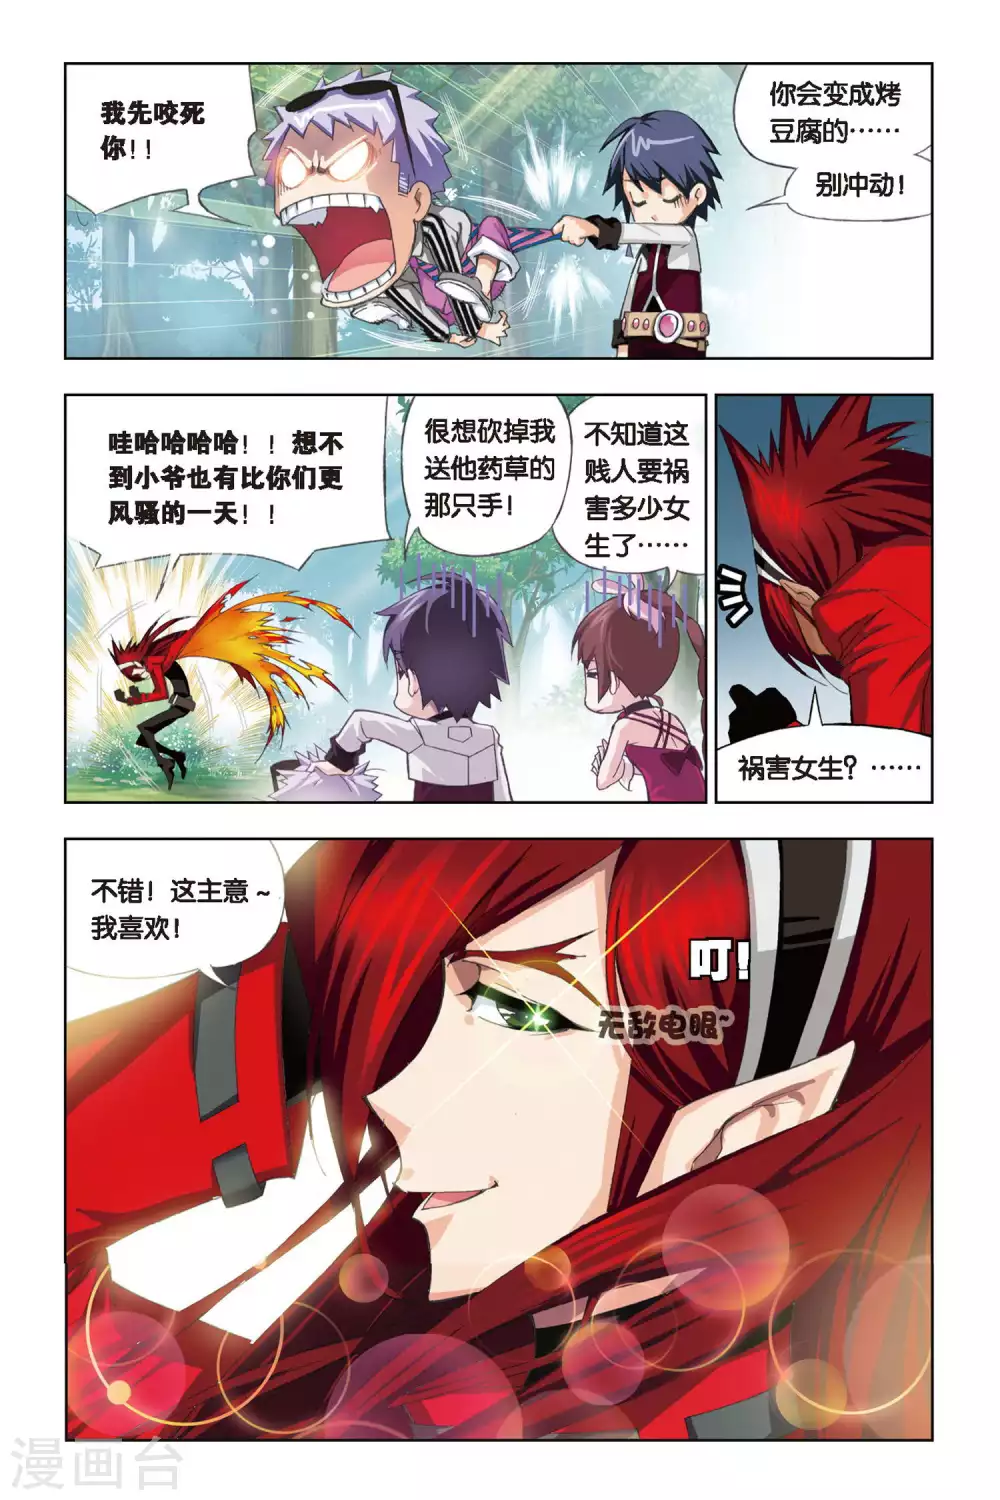 我先咬死
你！！
你会变成烤
豆腐的……
别冲动！
哇哈哈哈哈！！想不
到小爷也有比你们更
风骚的一天！！
很想砍掉我
送他药草的
那只手！
不知道这
贱人要祸
害多少女
生了……
祸害女生？……
不错！这主意~
我喜欢！
叮！
无敌电眼~
漫画台